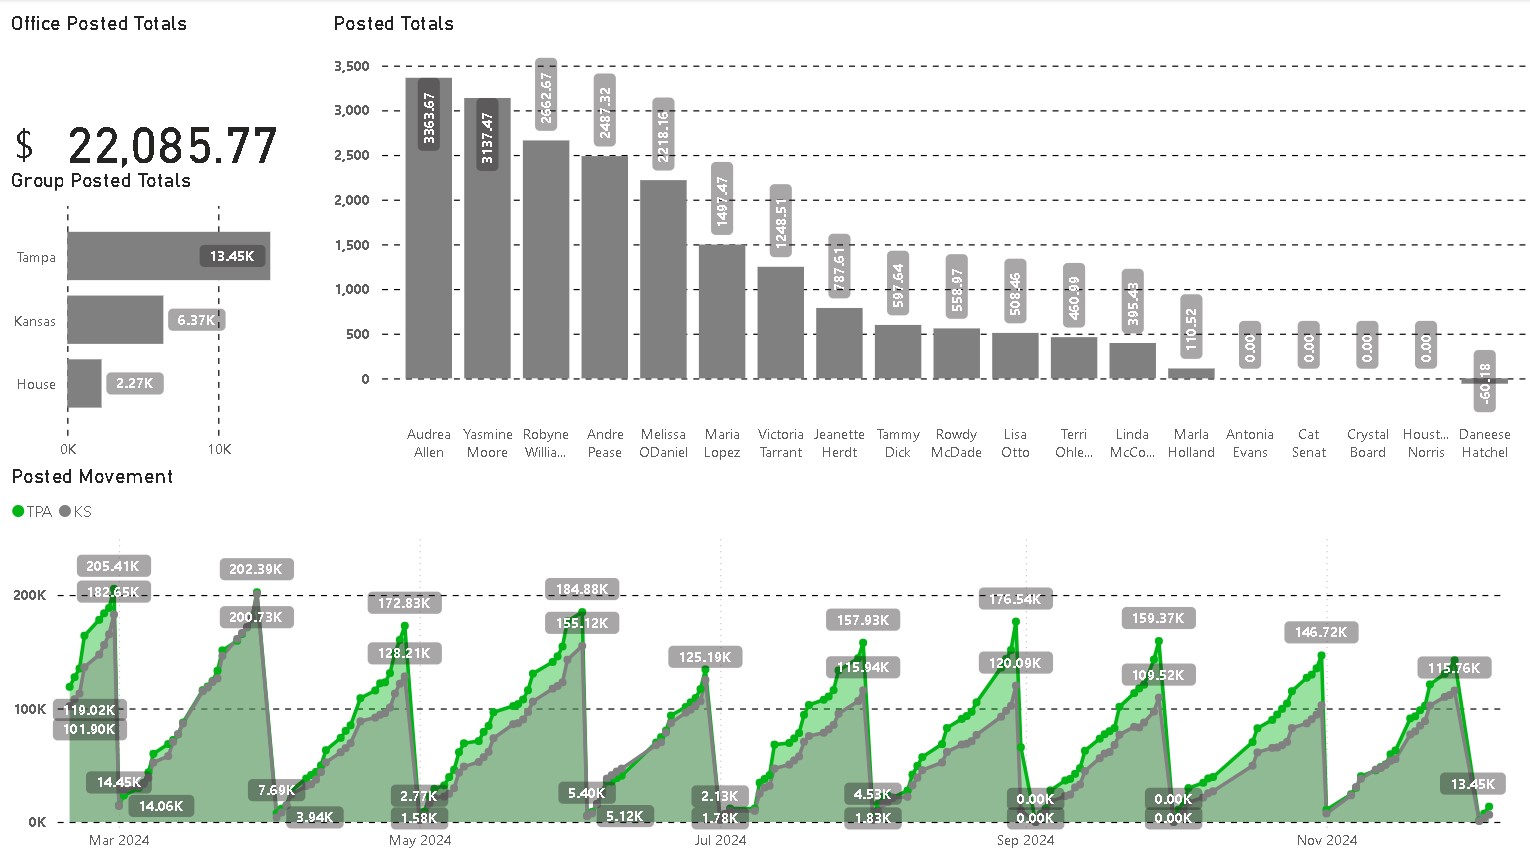 Office Posted Totals
$ 22,085.77
Group Posted Totals
Tampa
13.45K
Kansas
6.37K
House
2.27K
0K
10K
Posted Totals
3,500
3,000
2,500
2,000
1,500
1,000
500
0
3363.67
3137.47
2662.67
2487.32
2218.16
1497.47
1248.51
787.61
597.64
558.97
508.46
460.99
395.43
110.52
0.00
0.00
0.00
0.00
-60.18
Audrea Allen
Yasmine Moore
Robyne Willia...
Andre Pease
Melissa ODaniel
Maria Lopez
Victoria Tarrant
Jeanette Herdt
Tammy Dick
Rowdy McDade
Lisa Otto
Terri Ohle...
Linda McCo...
Marla Holland
Antonia Evans
Cat Senat
Crystal Board
Houst... Norris
Daneese Hatchel
Posted Movement
TPA KS
200K
100K
0K
205.41K
182.65K
119.02K
101.90K
14.45K
14.06K
202.39K
200.73K
7.69K
3.94K
172.83K
128.21K
2.77K
1.58K
184.88K
155.12K
5.40K
5.12K
125.19K
2.13K
1.78K
157.93K
115.94K
4.53K
1.83K
176.54K
120.09K
0.00K
0.00K
159.37K
109.52K
0.00K
0.00K
146.72K
115.76K
13.45K
Mar 2024
May 2024
Jul 2024
Sep 2024
Nov 2024